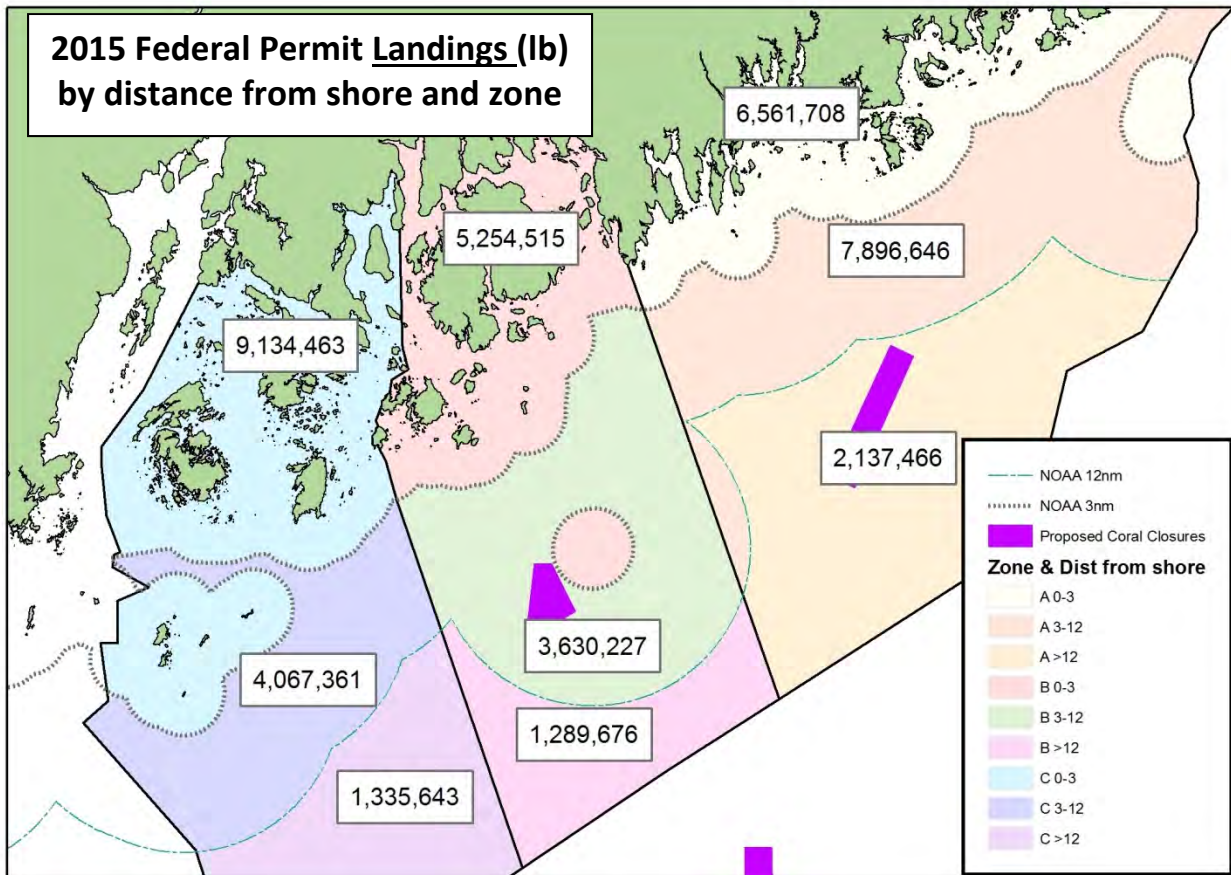 2015 Federal Permit Landings (lb)
by distance from shore and zone
6,561,708
5,254,515
7,896,646
9,134,463
2,137,466
3,630,227
4,067,361
1,289,676
1,335,643
NOAA 12nm
NOAA 3nm
Proposed Coral Closures
Zone & Dist from shore
A 0-3
A 3-12
A >12
B 0-3
B 3-12
B >12
C 0-3
C 3-12
C >12